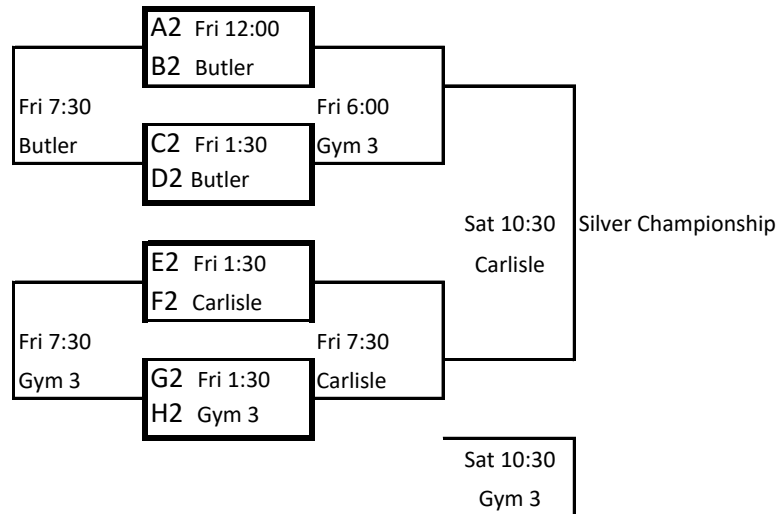 A2 Fri 12:00
B2 Butler
Fri 7:30
Butler
Fri 6:00
Gym 3
C2 Fri 1:30
D2 Butler
Sat 10:30
Carlisle
Silver Championship
E2 Fri 1:30
F2 Carlisle
Fri 7:30
Gym 3
Fri 7:30
Carlisle
G2 Fri 1:30
H2 Gym 3
Sat 10:30
Gym 3